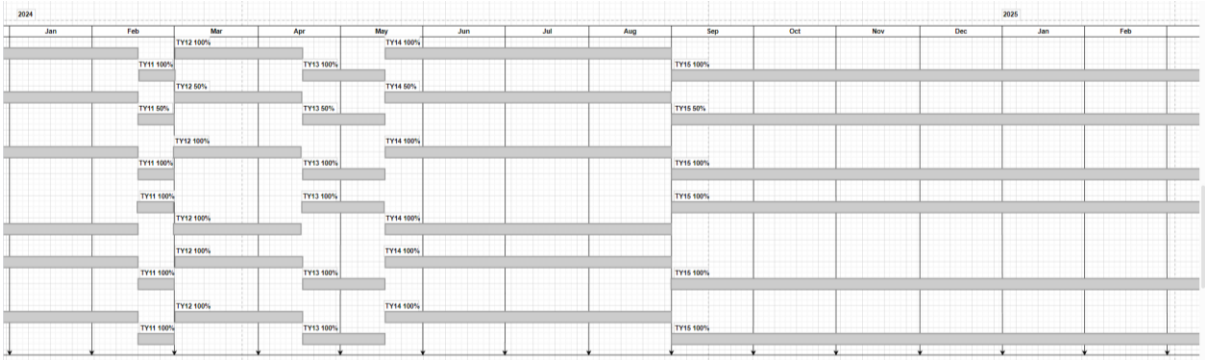 2024 2025
Jan Feb Mar Apr May Jun Jul Aug Sep Oct Nov Dec Jan Feb
TY12 100% TY14 100%
TY11 100% TY13 100% TY15 100%
TY12 50% TY14 50%
TY11 50% TY13 50% TY15 50%
TY12 100% TY14 100%
TY11 100% TY13 100% TY15 100%
TY11 100% TY13 100% TY15 100%
TY12 100% TY14 100%
TY12 100% TY14 100%
TY11 100% TY13 100% TY15 100%
TY12 100% TY14 100%
TY11 100% TY13 100% TY15 100%